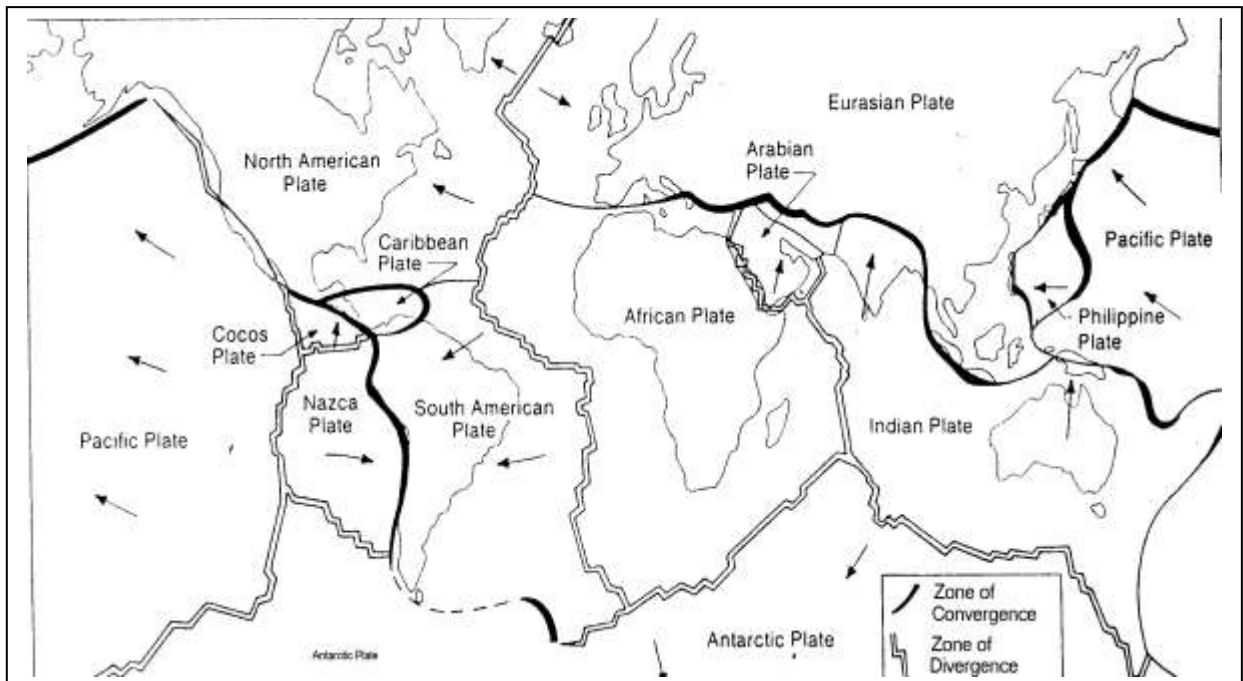 Eurasian Plate
North American
Plate
Arabian
Plate
Caribbean
Plate
Pacific Plate
Cocos
Plate
African Plate
Philippine
Plate
Nazca
Plate
South American
Plate
Pacific Plate
Indian Plate
Antarctic Plate
Antarctic Plate
Zone of
Convergence
Zone of
Divergence